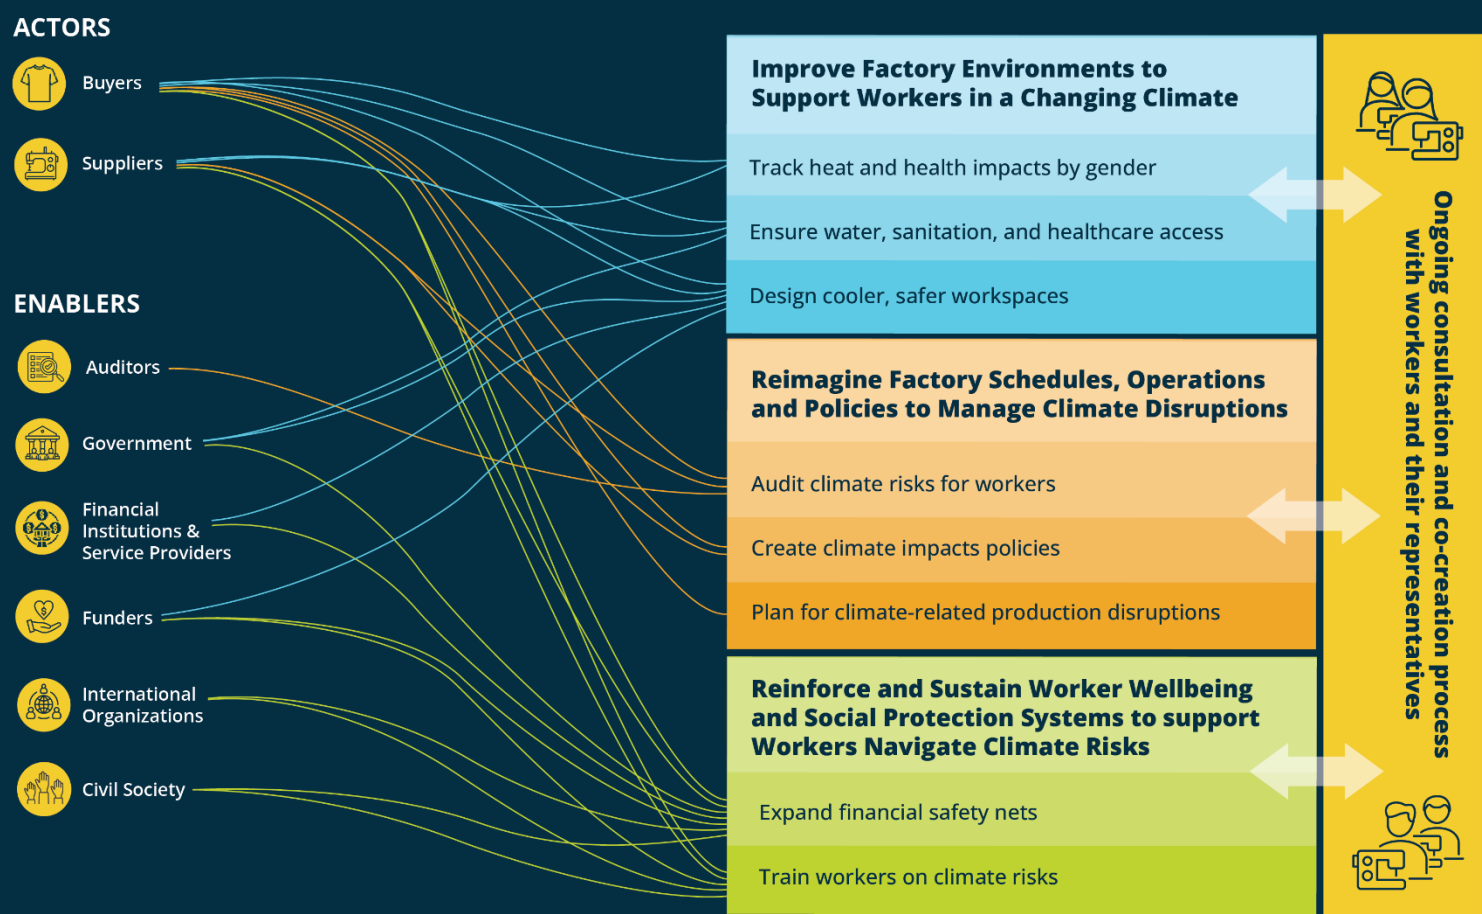 ACTORS
Buyers
Suppliers
ENABLERS
Auditors
Government
Financial
Institutions &
Service Providers
Funders
International
Organizations
Civil Society
Improve Factory Environments to
Support Workers in a Changing Climate
Track heat and health impacts by gender
Ensure water, sanitation, and healthcare access
Design cooler, safer workspaces
Reimagine Factory Schedules, Operations
and Policies to Manage Climate Disruptions
Audit climate risks for workers
Create climate impacts policies
Plan for climate-related production disruptions
Reinforce and Sustain Worker Wellbeing
and Social Protection Systems to support
Workers Navigate Climate Risks
Expand financial safety nets
Train workers on climate risks
Ongoing consultation and co-creation process
with workers and their representatives